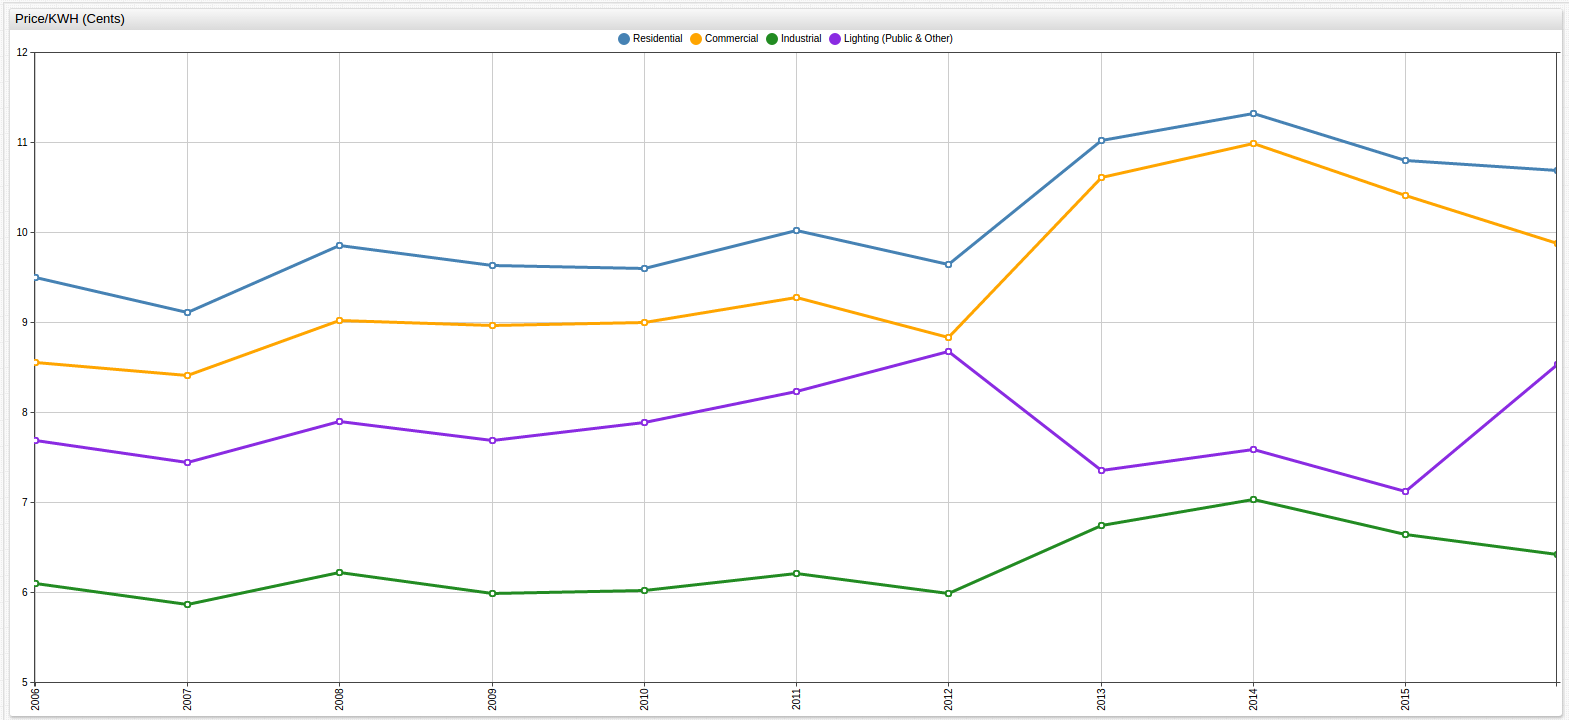 Price/KWH (Cents)
Residential Commercial Industrial Lighting (Public & Other)
12
11
10
9
8
7
6
5
2006 2007 2008 2009 2010 2011 2012 2013 2014 2015